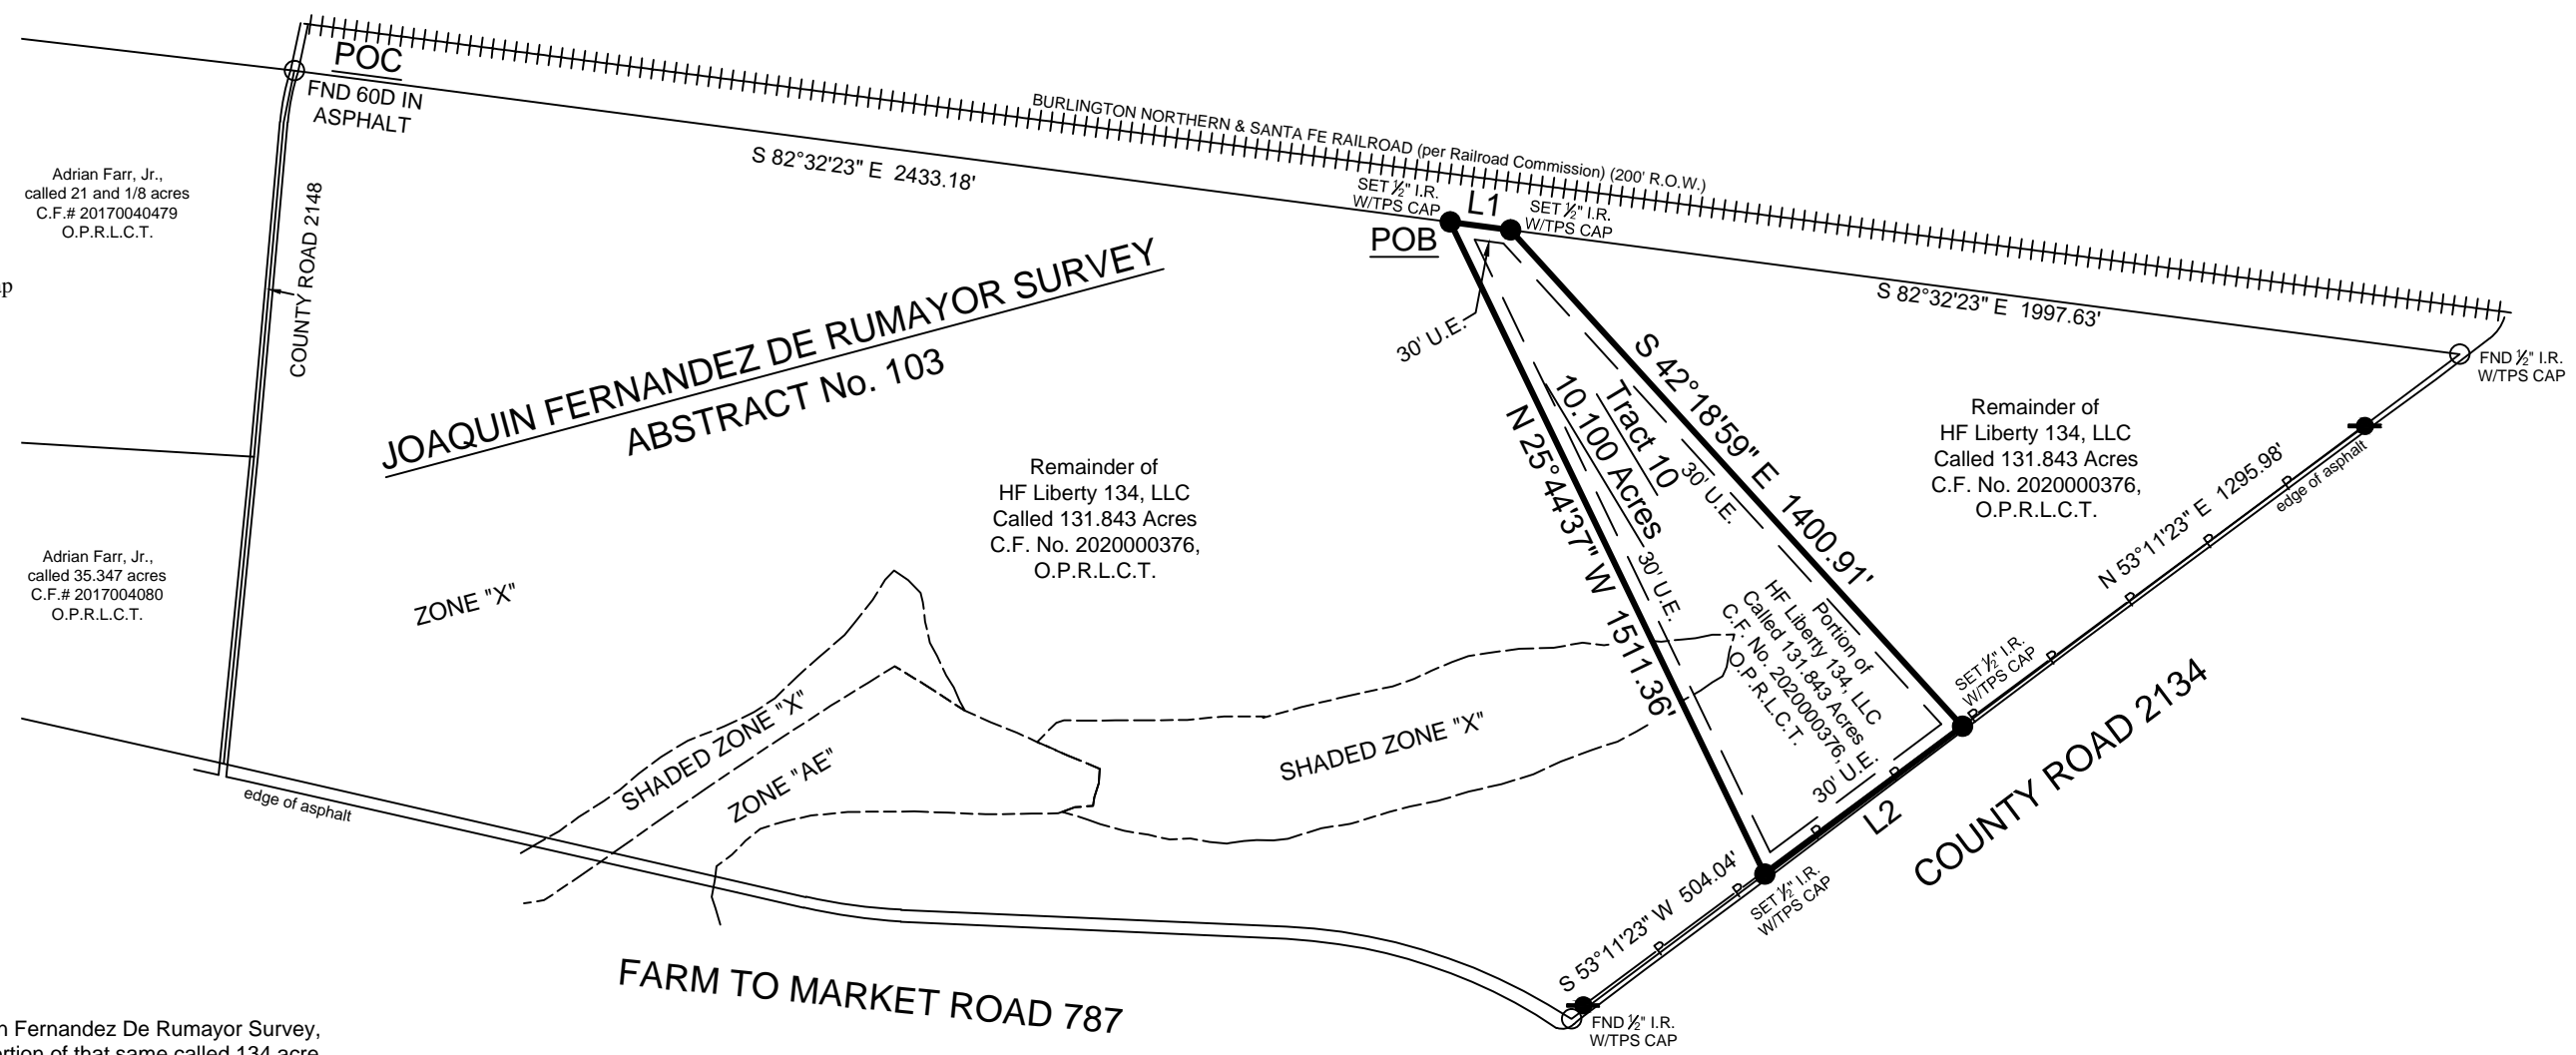 POC
FND 60D IN
ASPHALT
BURLINGTON NORTHERN & SANTA FE RAILROAD (per Railroad Commission) (200' R.O.W.)
S 82°32'23" E 2433.18'
Adrian Farr, Jr.,
called 21 and 1/8 acres
C.F.# 20170040479
O.P.R.L.C.T.
COUNTY ROAD 2148
SET ½" I.R.
W/TPS CAP
L1
SET ½" I.R.
W/TPS CAP
POB
S 82°32'23" E 1997.63'
30' U.E.
FND ½" I.R.
W/TPS CAP
JOAQUIN FERNANDEZ DE RUMAYOR SURVEY
ABSTRACT No. 103
S 42°18'59" E 1400.91'
Tract 10
10.100 Acres
30' U.E.
N 25°44'37" W 1511.36'
30' U.E.
Remainder of
HF Liberty 134, LLC
Called 131.843 Acres
C.F. No. 2020000376,
O.P.R.L.C.T.
Remainder of
HF Liberty 134, LLC
Called 131.843 Acres
C.F. No. 2020000376,
O.P.R.L.C.T.
N 53°11'23" E 1295.98'
edge of asphalt
Adrian Farr, Jr.,
called 35.347 acres
C.F.# 2017004080
O.P.R.L.C.T.
ZONE "X"
Portion of
HF Liberty 134, LLC
Called 131.843 Acres
C.F. No. 2020000376,
O.P.R.L.C.T.
SET ½" I.R.
W/TPS CAP
SHADED ZONE "X"
ZONE "AE"
SHADED ZONE "X"
30' U.E.
L2
COUNTY ROAD 2134
edge of asphalt
S 53°11'23" W 504.04'
SET ½" I.R.
W/TPS CAP
FARM TO MARKET ROAD 787
FND ½" I.R.
W/TPS CAP
Fernandez De Rumayor Survey,
of that same called 134 acre